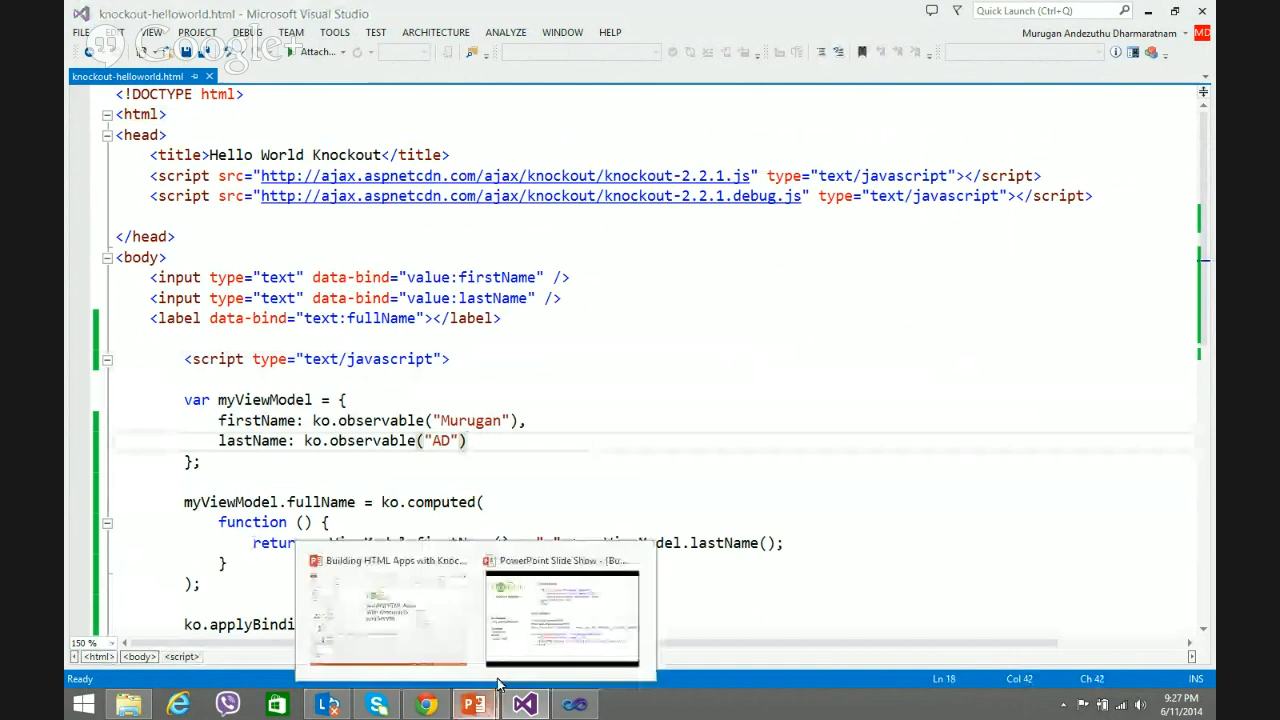 knockout-helloworld.html - Microsoft Visual Studio
Quick Launch (Ctrl+Q)
Google+
FILE EDIT VIEW PROJECT DEBUG TEAM TOOLS TEST ARCHITECTURE ANALYZE WINDOW HELP
Murugan Andezuthu Dharmaratnam
MD
Attach...
knockout-helloworld.html
<!DOCTYPE html>
<html>
<head>
<title>Hello World Knockout</title>
<script src="http://ajax.aspnetcdn.com/ajax/knockout/knockout-2.2.1.js" type="text/javascript"></script>
<script src="http://ajax.aspnetcdn.com/ajax/knockout/knockout-2.2.1.debug.js" type="text/javascript"></script>
</head>
<body>
<input type="text" data-bind="value:firstName" />
<input type="text" data-bind="value:lastName" />
<label data-bind="text:fullName"></label>
<script type="text/javascript">
var myViewModel = {
firstName: ko.observable("Murugan"),
lastName: ko.observable("AD")
};
myViewModel.fullName = ko.computed(
function () {
return Model.lastName();
}
);
ko.applyBindi
Building HTML Apps with Knoc...
PowerPoint Slide Show - [Bu...
150 %
<html> <body> <script>
Ready
Ln 18
Col 42
Ch 42
INS
9:27 PM
6/11/2014